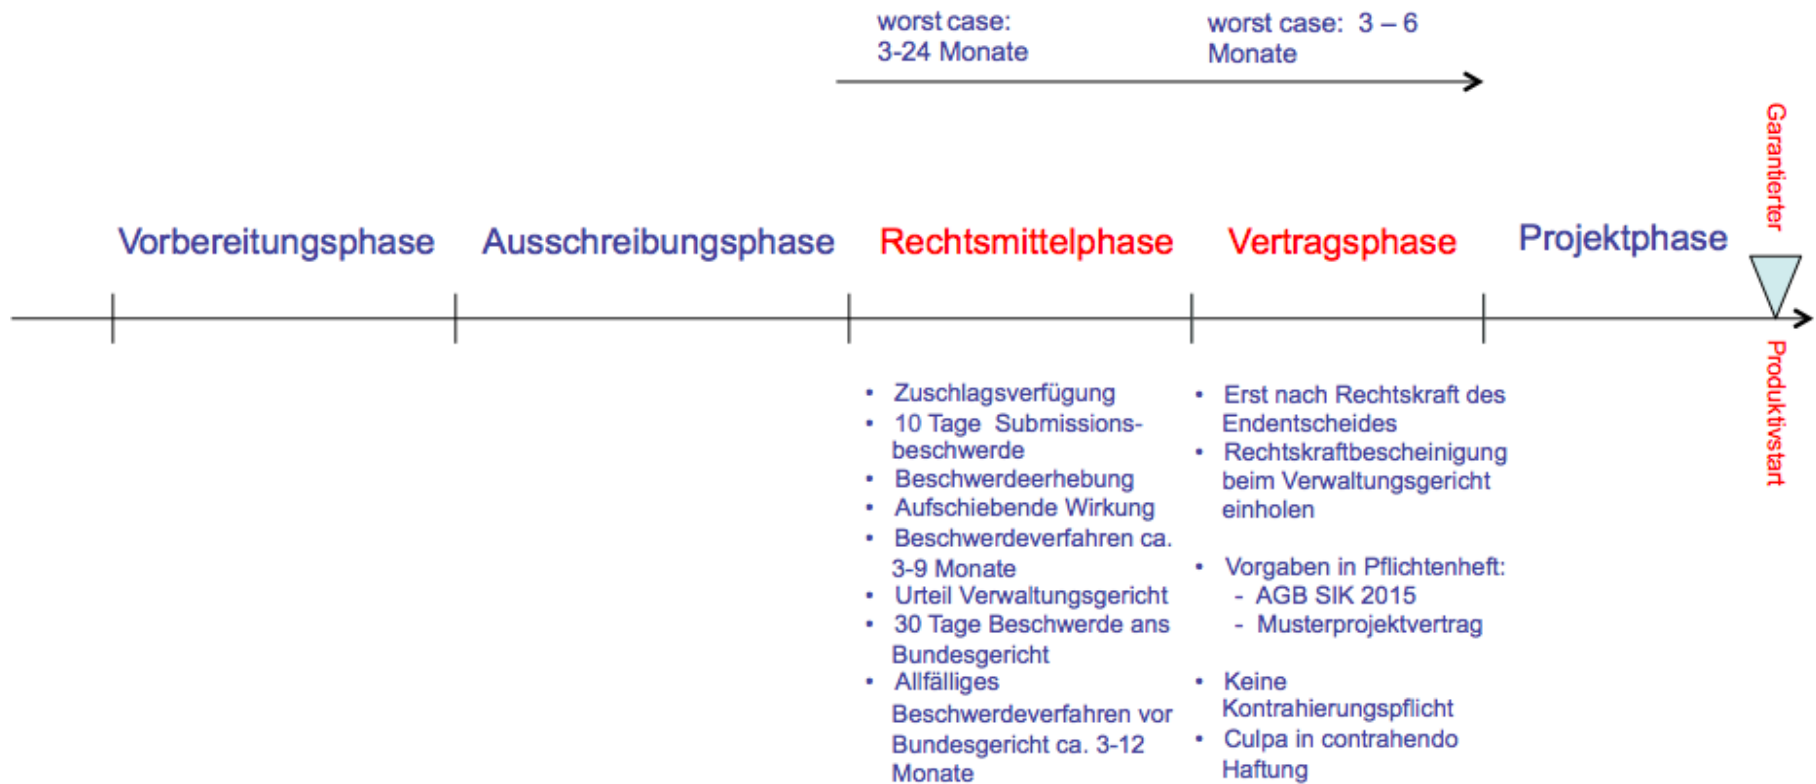 worst case:
3-24 Monate
worst case: 3 – 6
Monate
Vorbereitungsphase
Ausschreibungsphase
Rechtsmittelphase
Vertragsphase
Projektphase
Garantierter
Produktivstart
• Zuschlagsverfügung
• 10 Tage Submissions-
beschwerde
• Beschwerdeerhebung
• Aufschiebende Wirkung
• Beschwerdeverfahren ca.
3-9 Monate
• Urteil Verwaltungsgericht
• 30 Tage Beschwerde ans
Bundesgericht
• Allfälliges
Beschwerdeverfahren vor
Bundesgericht ca. 3-12
Monate
• Erst nach Rechtskraft des
Endentscheides
• Rechtskraftbescheinigung
beim Verwaltungsgericht
einholen
• Vorgaben in Pflichtenheft:
- AGB SIK 2015
- Musterprojektvertrag
• Keine
Kontrahierungspflicht
• Culpa in contrahendo
Haftung